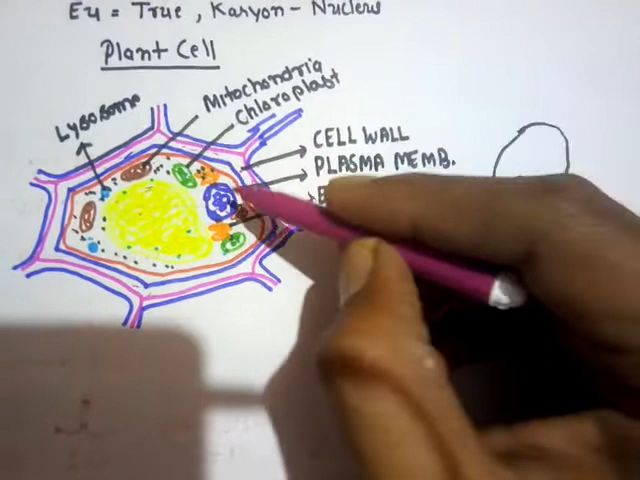 Eu = True , Karyon - Nucleus
Plant Cell
Mitochondria
Chloroplast
Lysosome
CELL WALL
PLASMA MEMB.